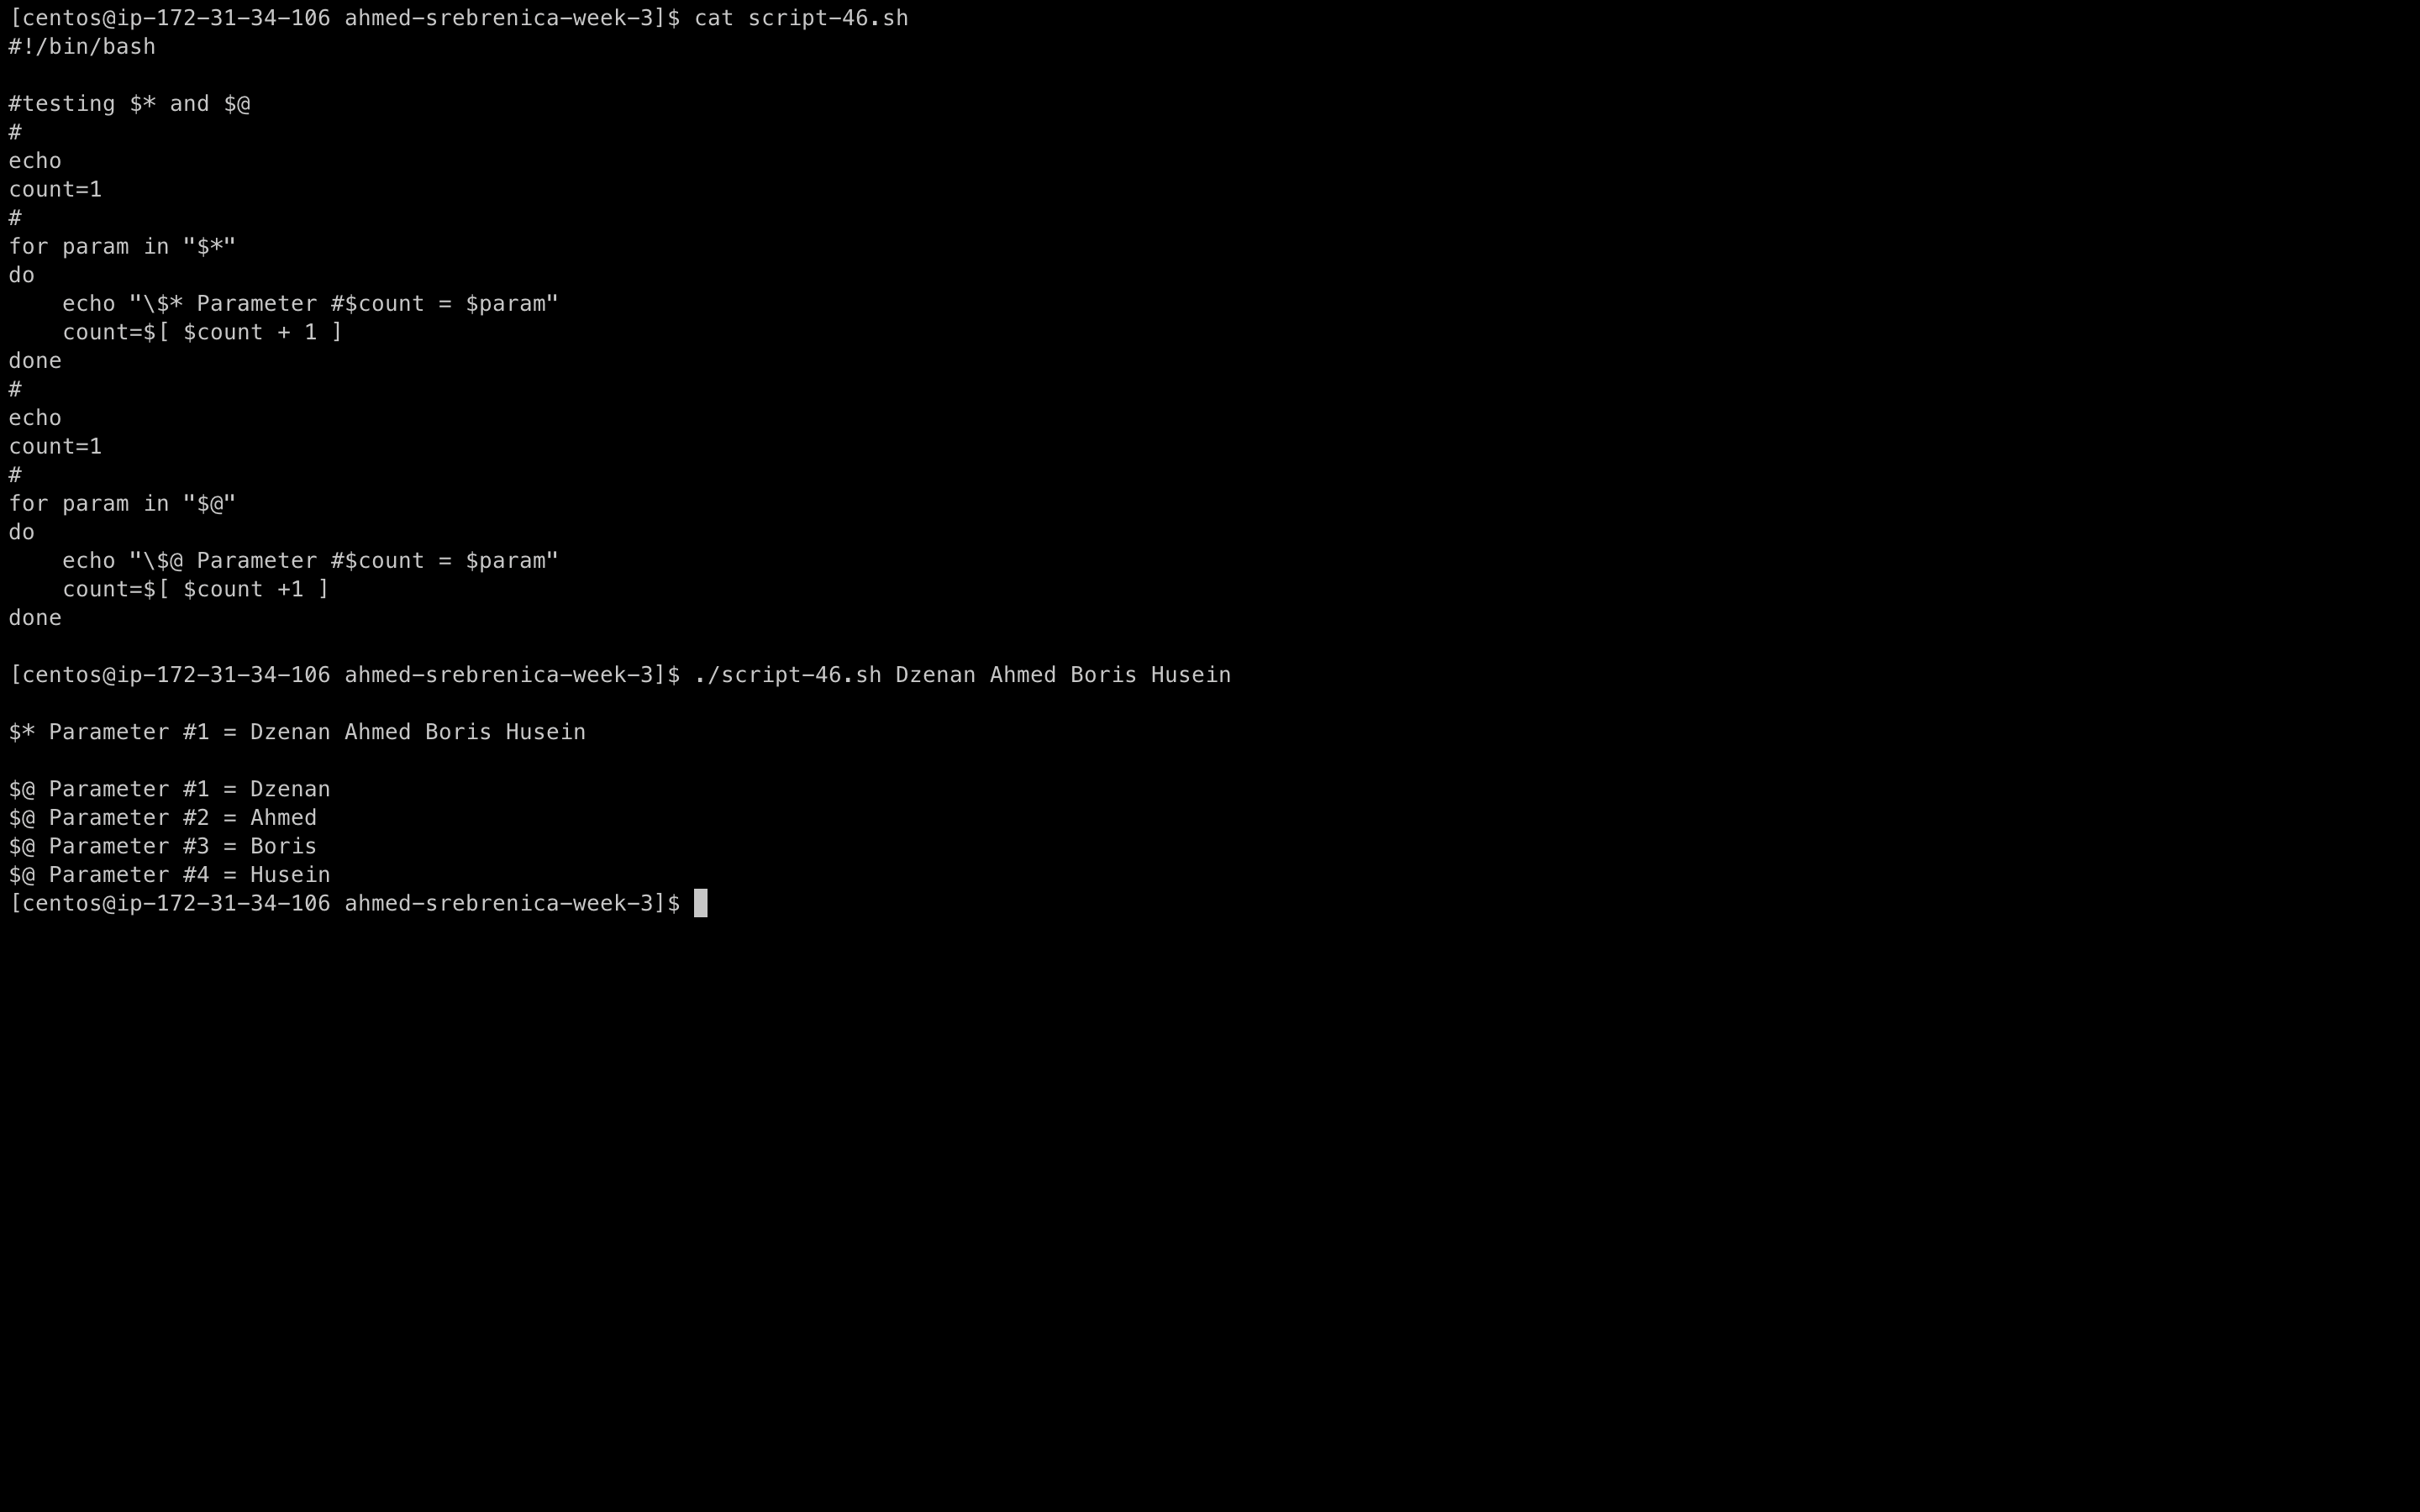 [centos@ip-172-31-34-106 ahmed-srebrenica-week-3]$ cat script-46.sh
#!/bin/bash

#testing $* and $@
#
echo
count=1
#
for param in "$*"
do
    echo "\$* Parameter #$count = $param"
    count=$[ $count + 1 ]
done
#
echo
count=1
#
for param in "$@"
do
    echo "\$@ Parameter #$count = $param"
    count=$[ $count +1 ]
done

[centos@ip-172-31-34-106 ahmed-srebrenica-week-3]$ ./script-46.sh Dzenan Ahmed Boris Husein

$* Parameter #1 = Dzenan Ahmed Boris Husein

$@ Parameter #1 = Dzenan
$@ Parameter #2 = Ahmed
$@ Parameter #3 = Boris
$@ Parameter #4 = Husein
[centos@ip-172-31-34-106 ahmed-srebrenica-week-3]$